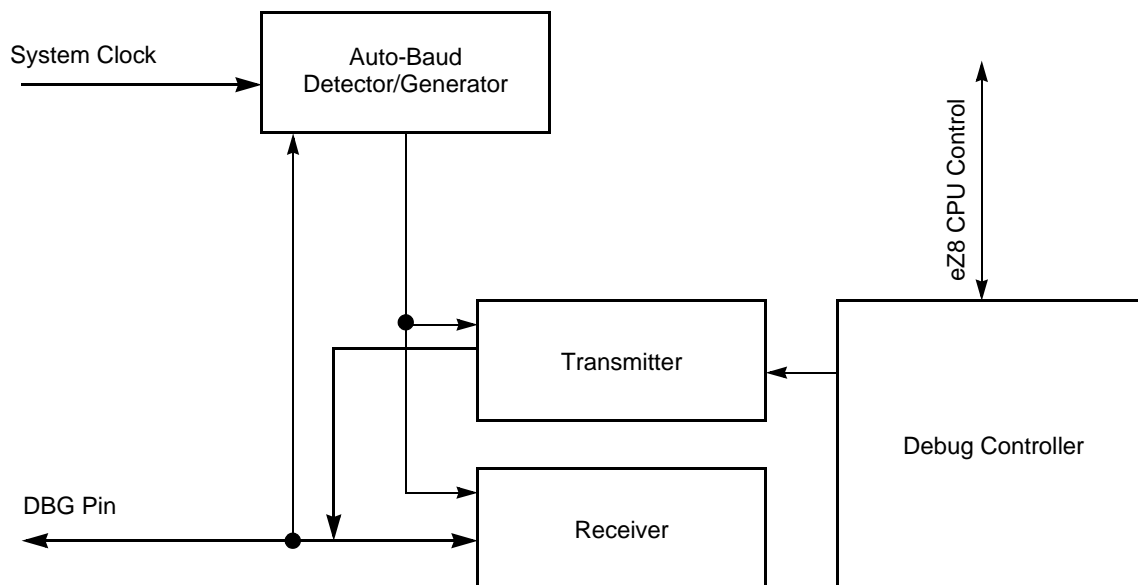 System Clock
Auto-Baud
Detector/Generator
eZ8 CPU Control
Transmitter
Debug Controller
DBG Pin
Receiver